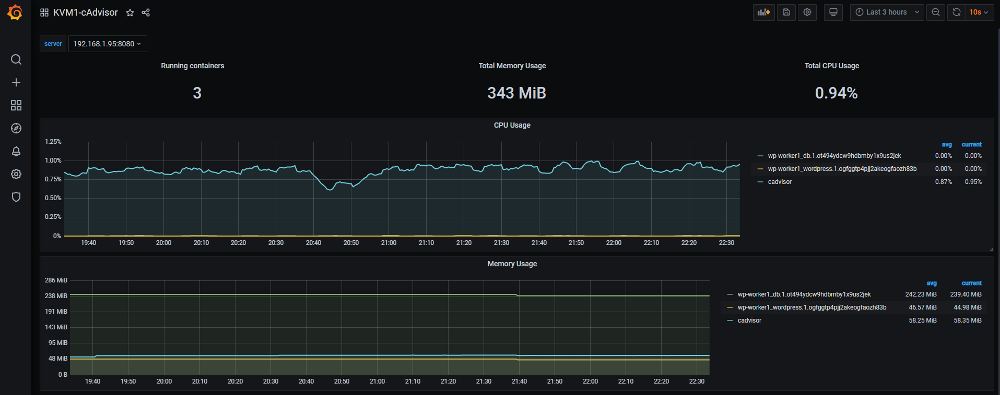 KVM1-cAdvisor
Last 3 hours
10s
server 192.168.1.95:8080
Running containers
3
Total Memory Usage
343 MiB
Total CPU Usage
0.94%
CPU Usage
1.25%
1.00%
0.75%
0.50%
0.25%
0%
19:40 19:50 20:00 20:10 20:20 20:30 20:40 20:50 21:00 21:10 21:20 21:30 21:40 21:50 22:00 22:10 22:20 22:30
avg current
wp-worker1_db.1.ot494ydcw9hdbmby1x9us2jek 0.00% 0.00%
wp-worker1_wordpress.1.ogfggtp4pjj2akeogfaozh83b 0.00% 0.00%
cadvisor 0.87% 0.95%
Memory Usage
286 MiB
238 MiB
191 MiB
143 MiB
95 MiB
48 MiB
0 B
19:40 19:50 20:00 20:10 20:20 20:30 20:40 20:50 21:00 21:10 21:20 21:30 21:40 21:50 22:00 22:10 22:20 22:30
avg current
wp-worker1_db.1.ot494ydcw9hdbmby1x9us2jek 242.23 MiB 239.40 MiB
wp-worker1_wordpress.1.ogfggtp4pjj2akeogfaozh83b 46.57 MiB 44.98 MiB
cadvisor 58.25 MiB 58.35 MiB